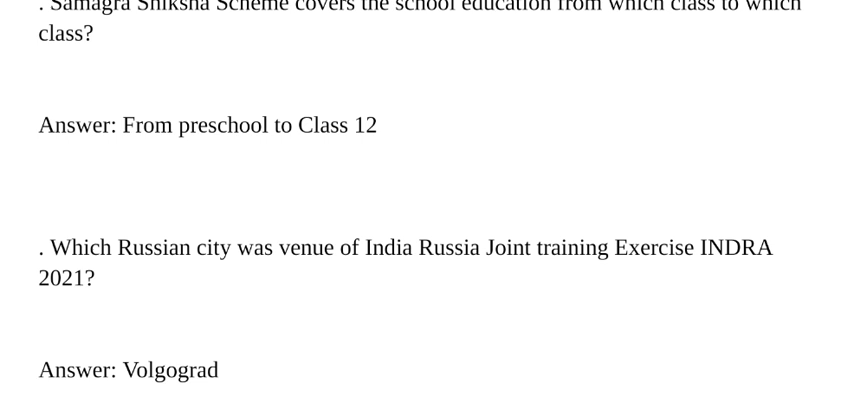 . Samagra Shiksha Scheme covers the school education from which class to which
class?
Answer: From preschool to Class 12
. Which Russian city was venue of India Russia Joint training Exercise INDRA
2021?
Answer: Volgograd